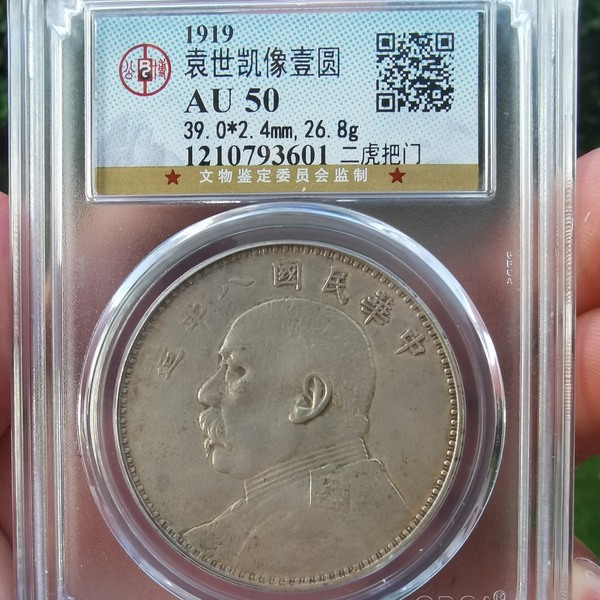 1919
袁世凯像壹圆
AU 50
39.0*2.4mm,26.8g
1210793601 二虎把门
★ 文物鉴定委员会监制 ★
中華民國八年造